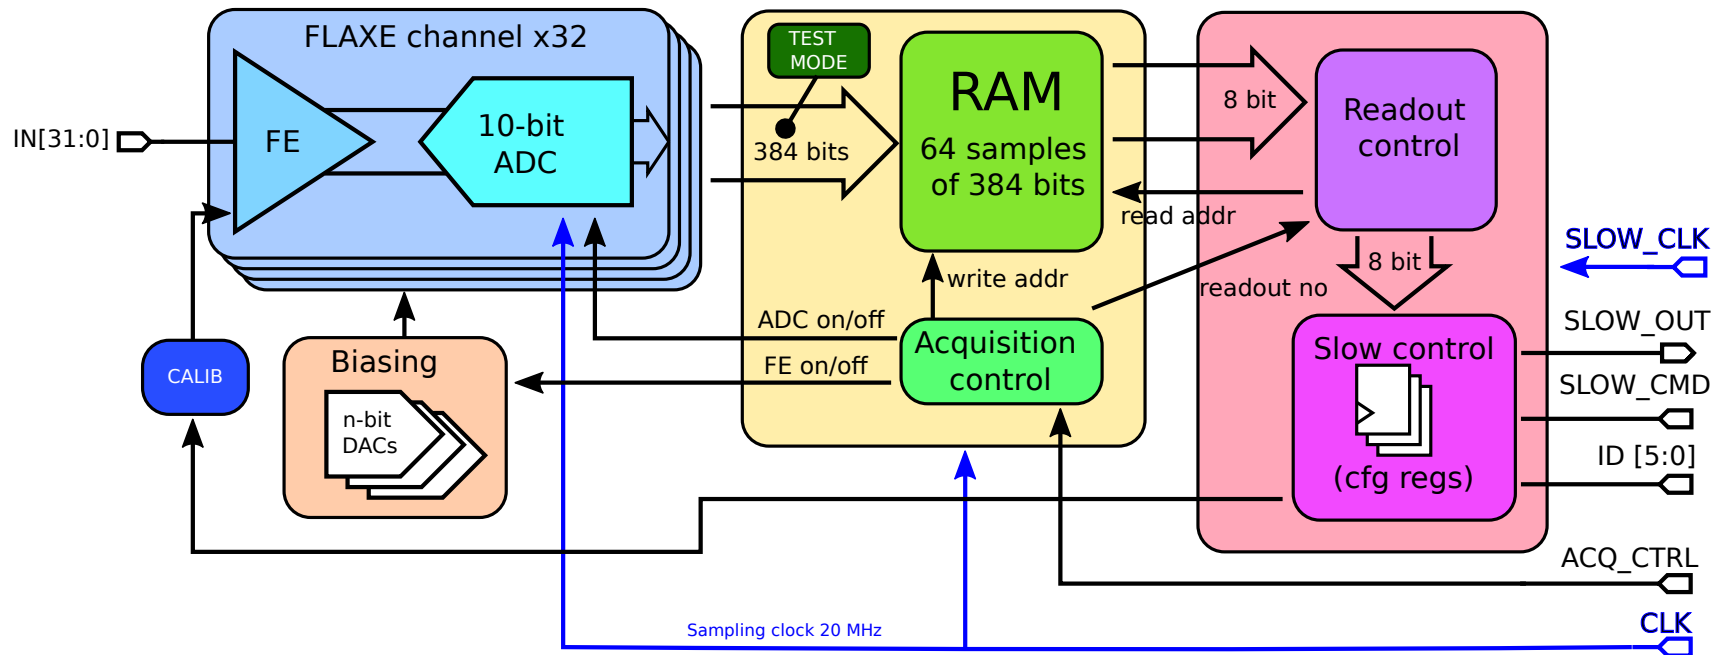 FLAXE channel x32
IN[31:0]
FE
10-bit
ADC
CALIB
Biasing
n-bit
DACs
TEST
MODE
384 bits
RAM
64 samples
of 384 bits
write addr
ADC on/off
FE on/off
Acquisition
control
8 bit
Readout
control
read addr
readout no
8 bit
Slow control
(cfg regs)
SLOW_CLK
SLOW_OUT
SLOW_CMD
ID [5:0]
ACQ_CTRL
CLK
Sampling clock 20 MHz